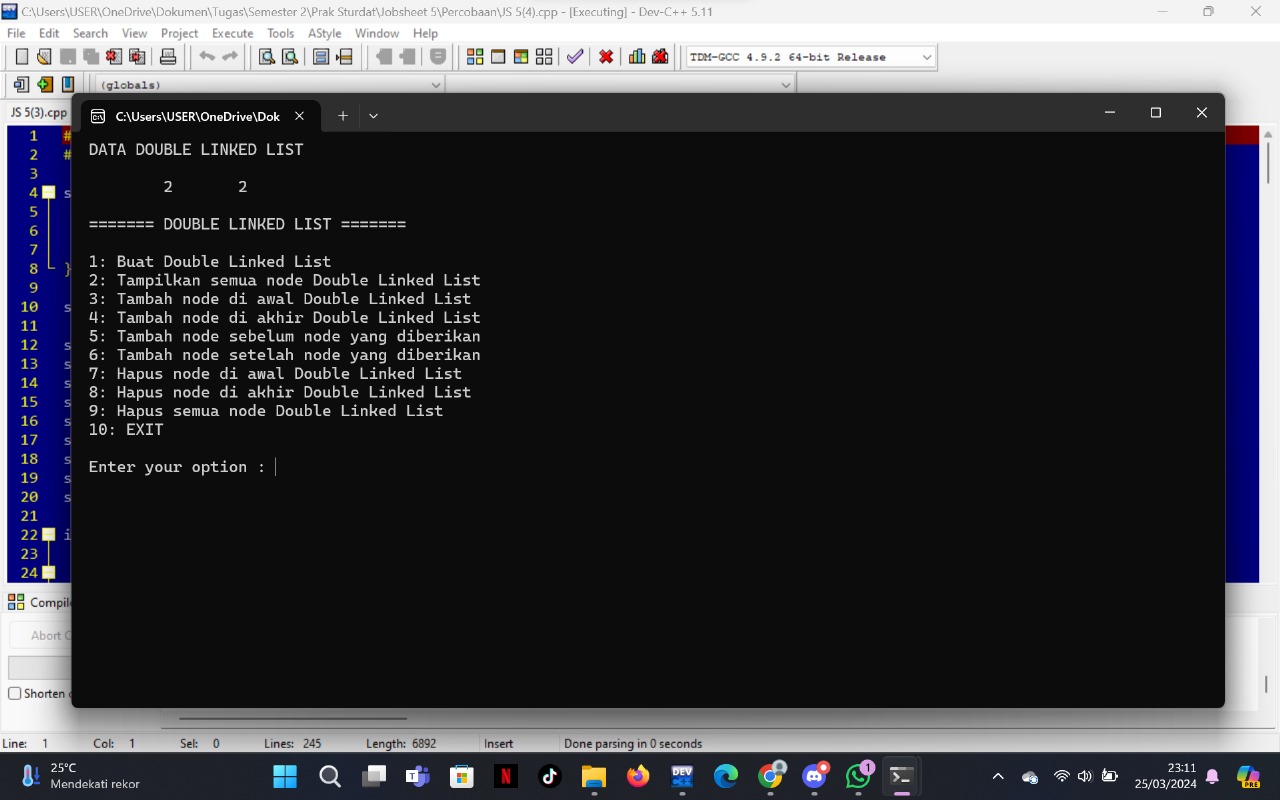 C:\Users\USER\OneDrive\Dokumen\Tugas\Semester 2\Prak Sturdat\Jobsheet 5\Percobaan\JS 5(4).cpp - [Executing] - Dev-C++ 5.11
File Edit Search View Project Execute Tools AStyle Window Help
TDM-GCC 4.9.2 64-bit Release
(globals)
JS 5(3).cpp
C:\Users\USER\OneDrive\Dok
1 #
2 #
3
4 s
5
6
7
8 }
9
10 s
11
12 s
13 s
14 s
15 s
16 s
17 s
18 s
19 s
20 s
21
22 i
23
24
DATA DOUBLE LINKED LIST
2 2
======= DOUBLE LINKED LIST =======
1: Buat Double Linked List
2: Tampilkan semua node Double Linked List
3: Tambah node di awal Double Linked List
4: Tambah node di akhir Double Linked List
5: Tambah node sebelum node yang diberikan
6: Tambah node setelah node yang diberikan
7: Hapus node di awal Double Linked List
8: Hapus node di akhir Double Linked List
9: Hapus semua node Double Linked List
10: EXIT
Enter your option :
Compile
Abort C
Shorten
Line: 1 Col: 1 Sel: 0 Lines: 245 Length: 6892 Insert Done parsing in 0 seconds
25°C
Mendekati rekor
DEV
1
23:11
25/03/2024
PRE